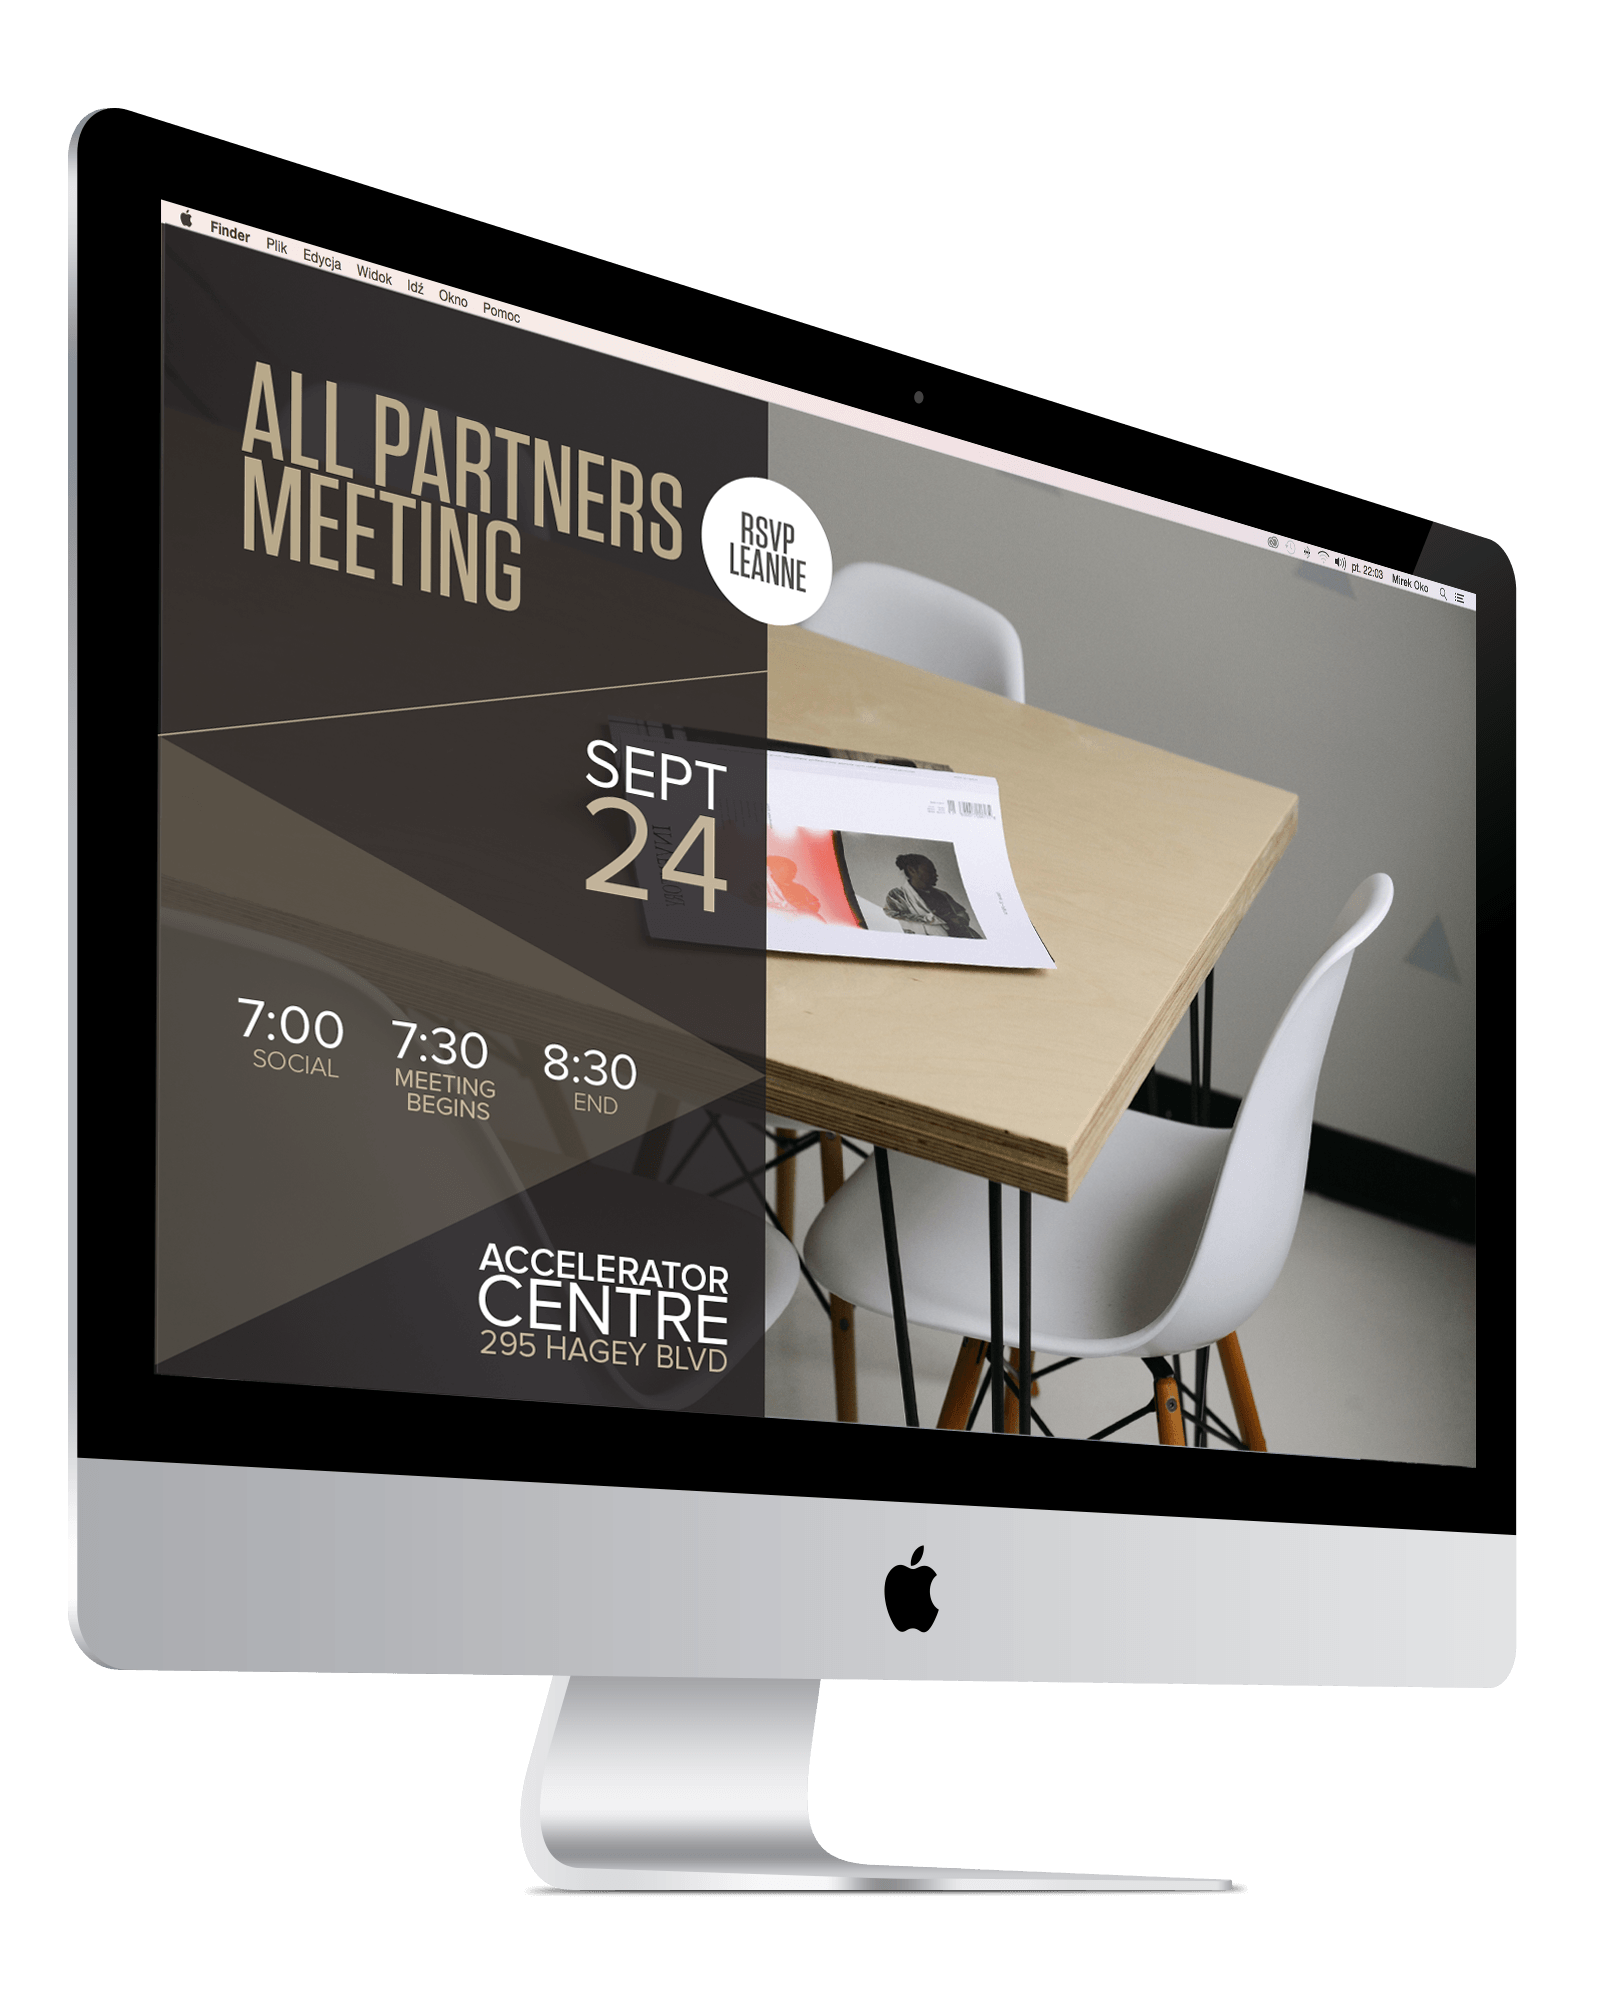 Finder Plik Edycja Widok Idź Okno Pomoc
pt. 22:03 Mirek Oko
ALL PARTNERS
MEETING
RSVP
LEANNE
SEPT
24
7:00
SOCIAL
7:30
MEETING
BEGINS
8:30
END
ACCELERATOR
CENTRE
295 HAGEY BLVD